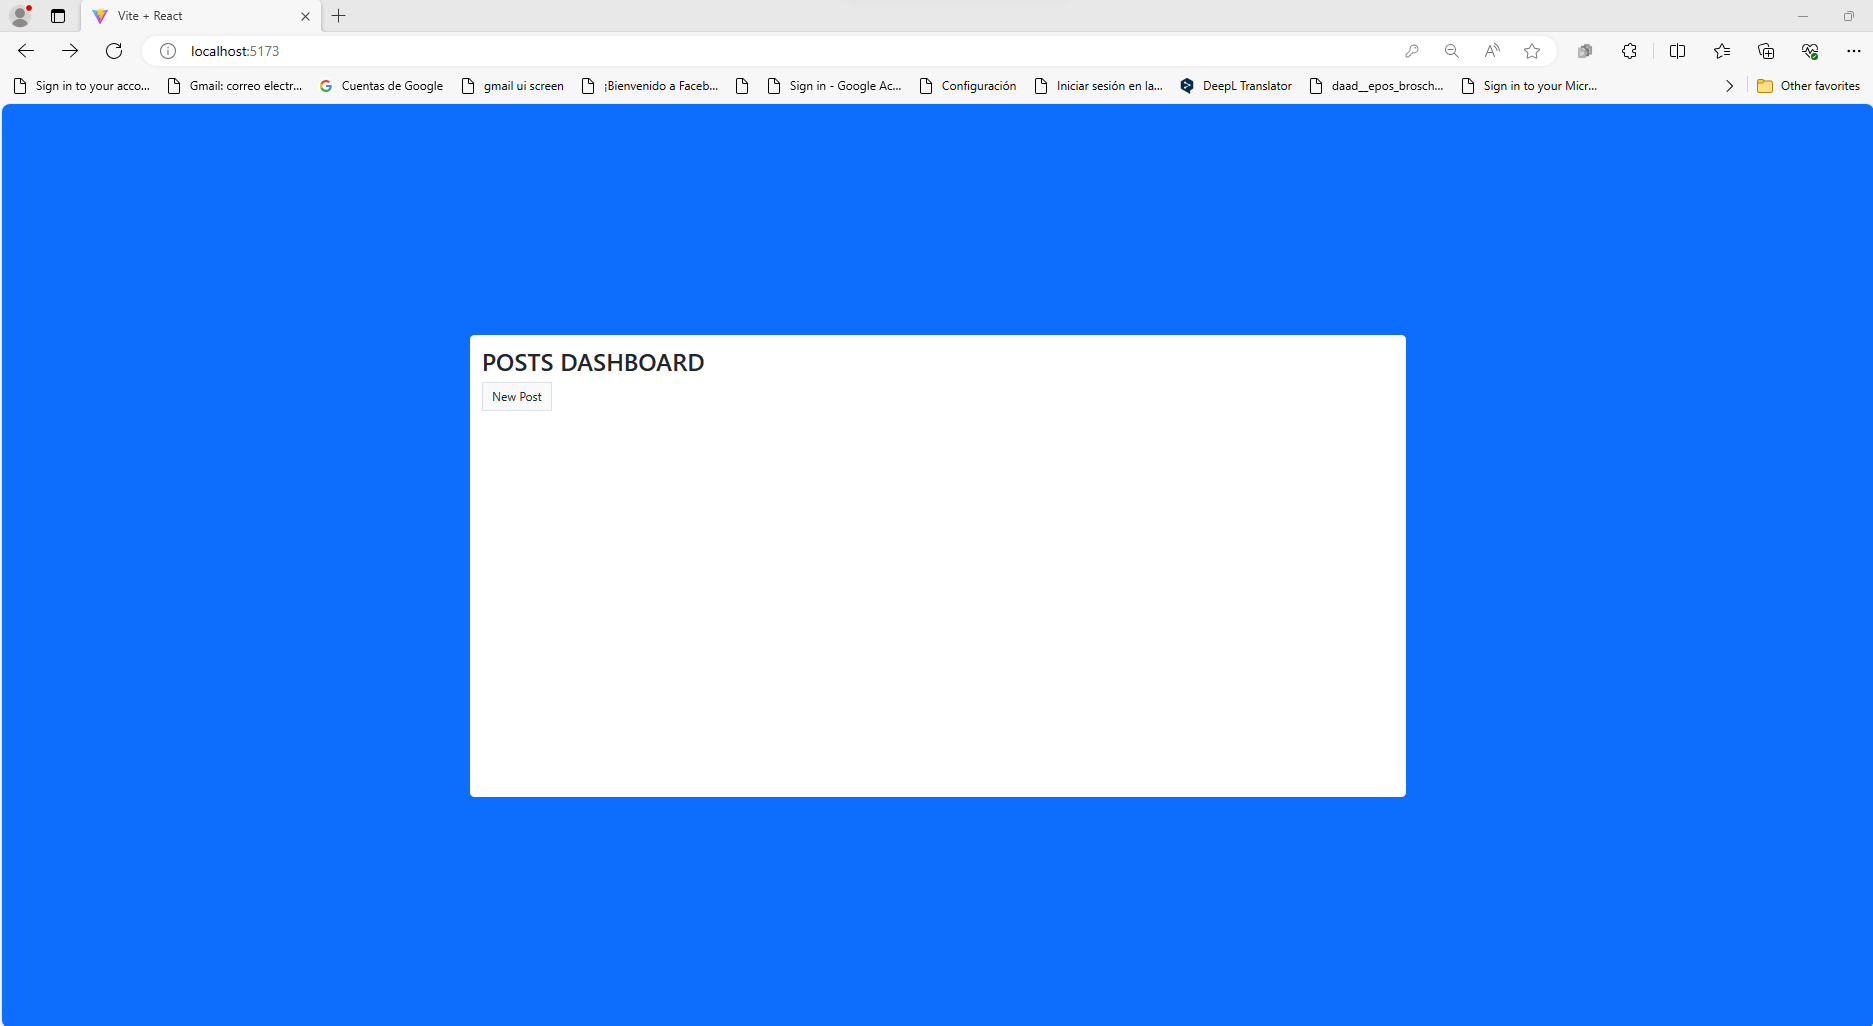 Vite + React
localhost:5173
Sign in to your acco... Gmail: correo electr... Cuentas de Google gmail ui screen ¡Bienvenido a Faceb... Sign in - Google Ac... Configuración Iniciar sesión en la... DeepL Translator daad__epos_brosch... Sign in to your Micr... Other favorites
POSTS DASHBOARD
New Post